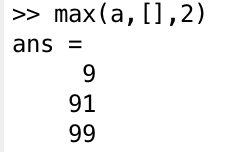 >> max(a,[],2)
ans =
9
91
99